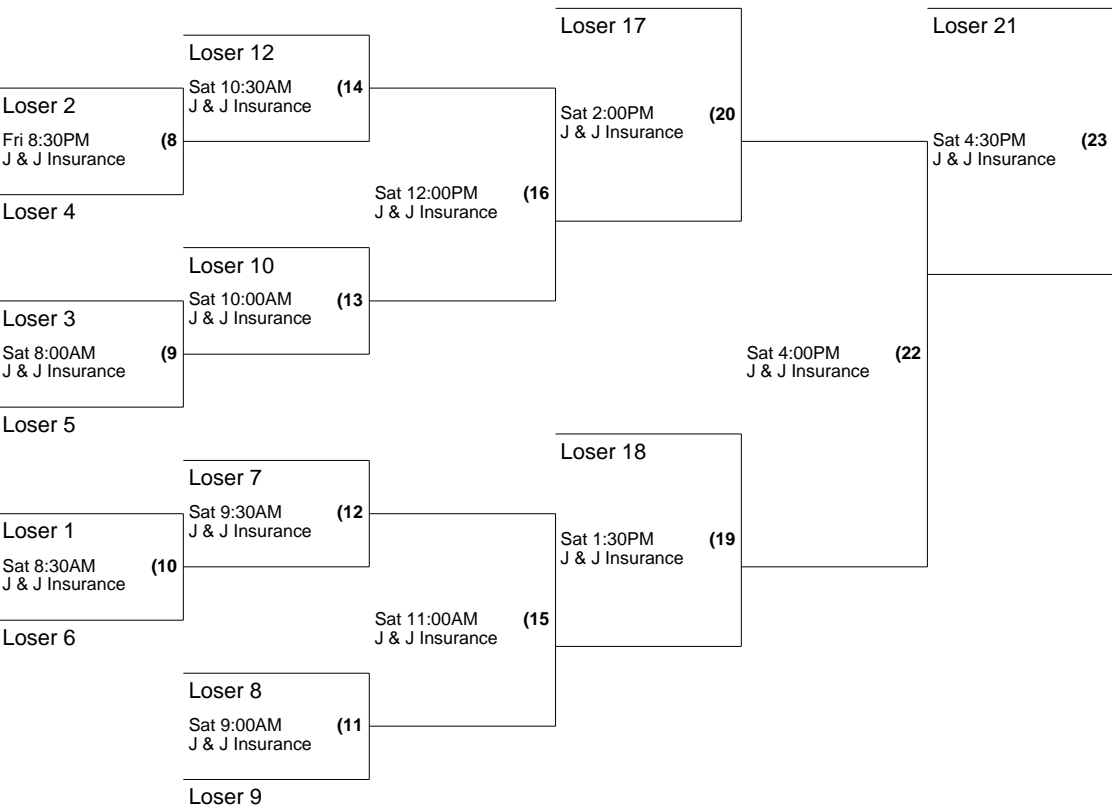 Loser 17
Loser 21
Loser 12
Sat 10:30AM (14
J & J Insurance
Loser 2
Fri 8:30PM (8
J & J Insurance
Loser 4
Sat 2:00PM (20
J & J Insurance
Sat 4:30PM (23
J & J Insurance
Sat 12:00PM (16
J & J Insurance
Loser 10
Sat 10:00AM (13
J & J Insurance
Loser 3
Sat 8:00AM (9
J & J Insurance
Loser 5
Sat 4:00PM (22
J & J Insurance
Loser 18
Loser 7
Sat 9:30AM (12
J & J Insurance
Loser 1
Sat 8:30AM (10
J & J Insurance
Loser 6
Sat 1:30PM (19
J & J Insurance
Sat 11:00AM (15
J & J Insurance
Loser 8
Sat 9:00AM (11
J & J Insurance
Loser 9